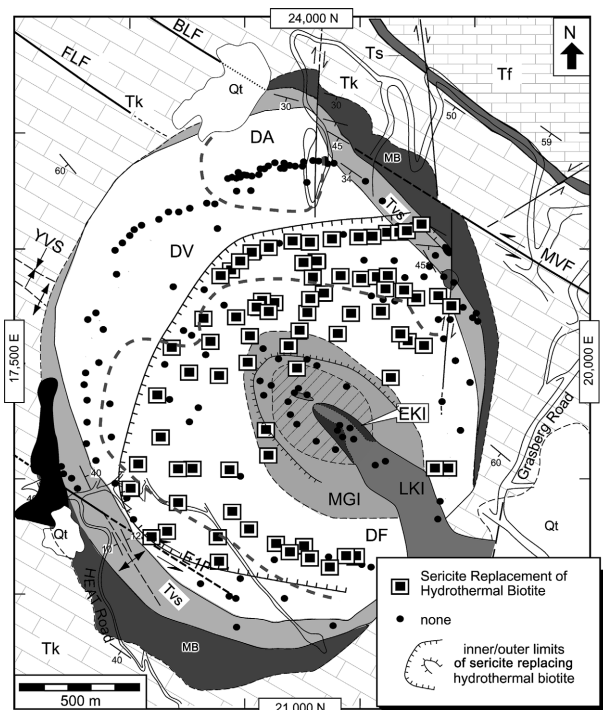 24,000 N
N
BLF
FLF
Ts
Tf
Tk
Tk
Qt
30
30
50
DA
MB
45
59
34
60
Tvs
DV
YVS
MVF
45
17,500 E
20,000 E
EKI
Grasberg Road
60
40
MGI
LKI
Qt
DF
Qt
12
10
HEAT Road
Tvs
Tk
MB
40
Sericite Replacement of
Hydrothermal Biotite
none
inner/outer limits
of sericite replacing
hydrothermal biotite
500 m
21,000 N